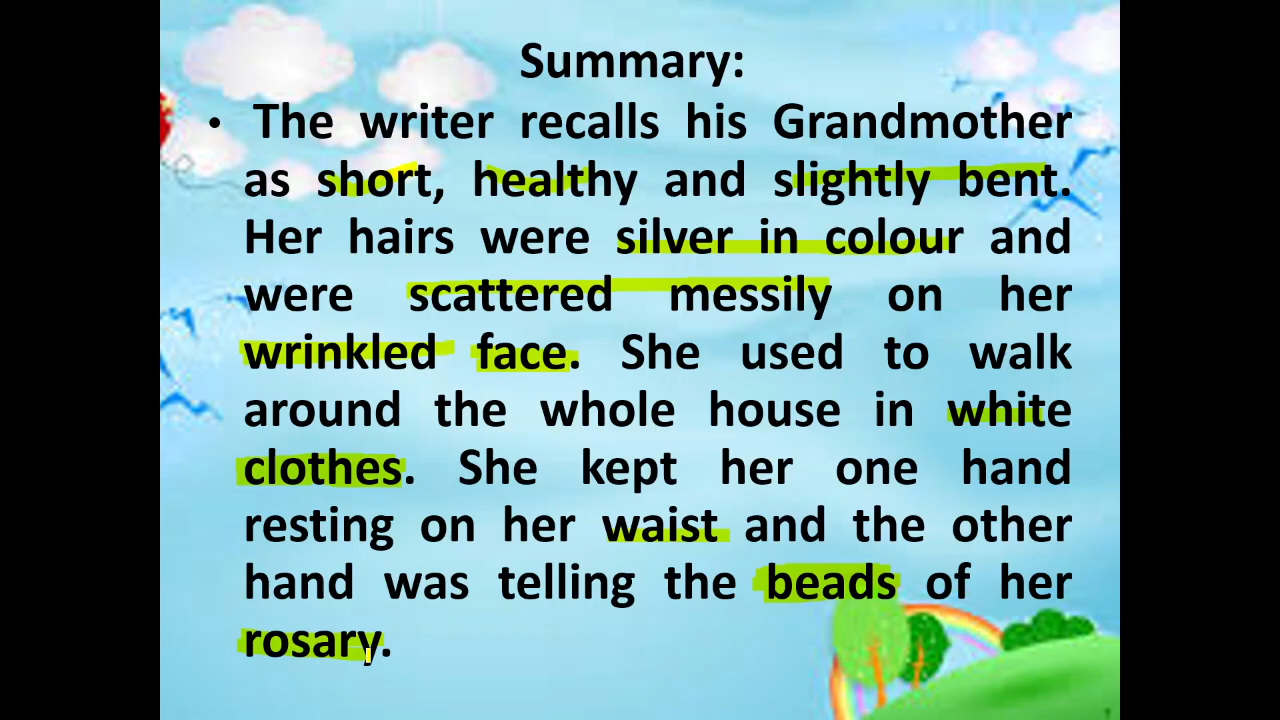 Summary:
• The writer recalls his Grandmother
as short, healthy and slightly bent.
Her hairs were silver in colour and
were scattered messily on her
wrinkled face. She used to walk
around the whole house in white
clothes. She kept her one hand
resting on her waist and the other
hand was telling the beads of her
rosary.